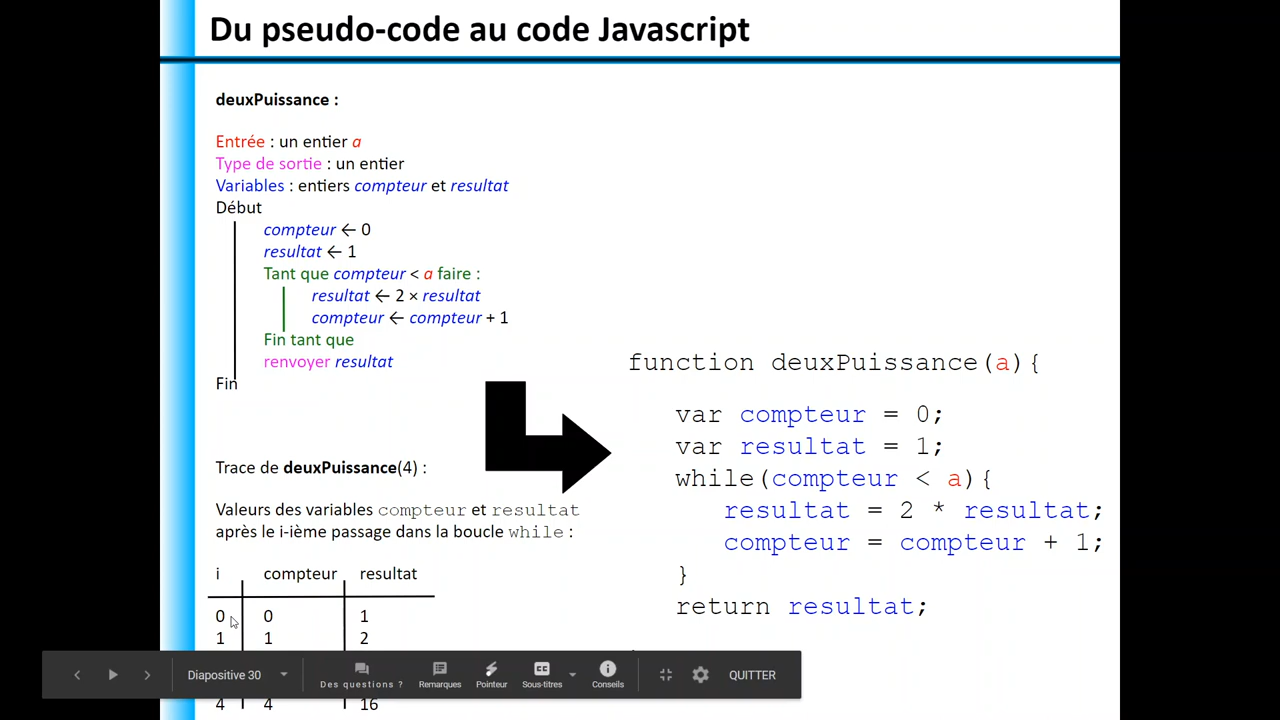 Du pseudo-code au code Javascript
deuxPuissance :
Entrée : un entier a
Type de sortie : un entier
Variables : entiers compteur et resultat
Début
compteur ← 0
resultat ← 1
Tant que compteur < a faire :
resultat ← 2 × resultat
compteur ← compteur + 1
Fin tant que
renvoyer resultat
Fin
Trace de deuxPuissance(4) :
Valeurs des variables compteur et resultat
après le i-ième passage dans la boucle while :
i compteur resultat
0 0 1
1 1 2
4 4 16
function deuxPuissance(a){
var compteur = 0;
var resultat = 1;
while(compteur < a){
resultat = 2 * resultat;
compteur = compteur + 1;
}
return resultat;
Diapositive 30
Des questions ?
Remarques
Pointeur
CC
Sous-titres
Conseils
QUITTER